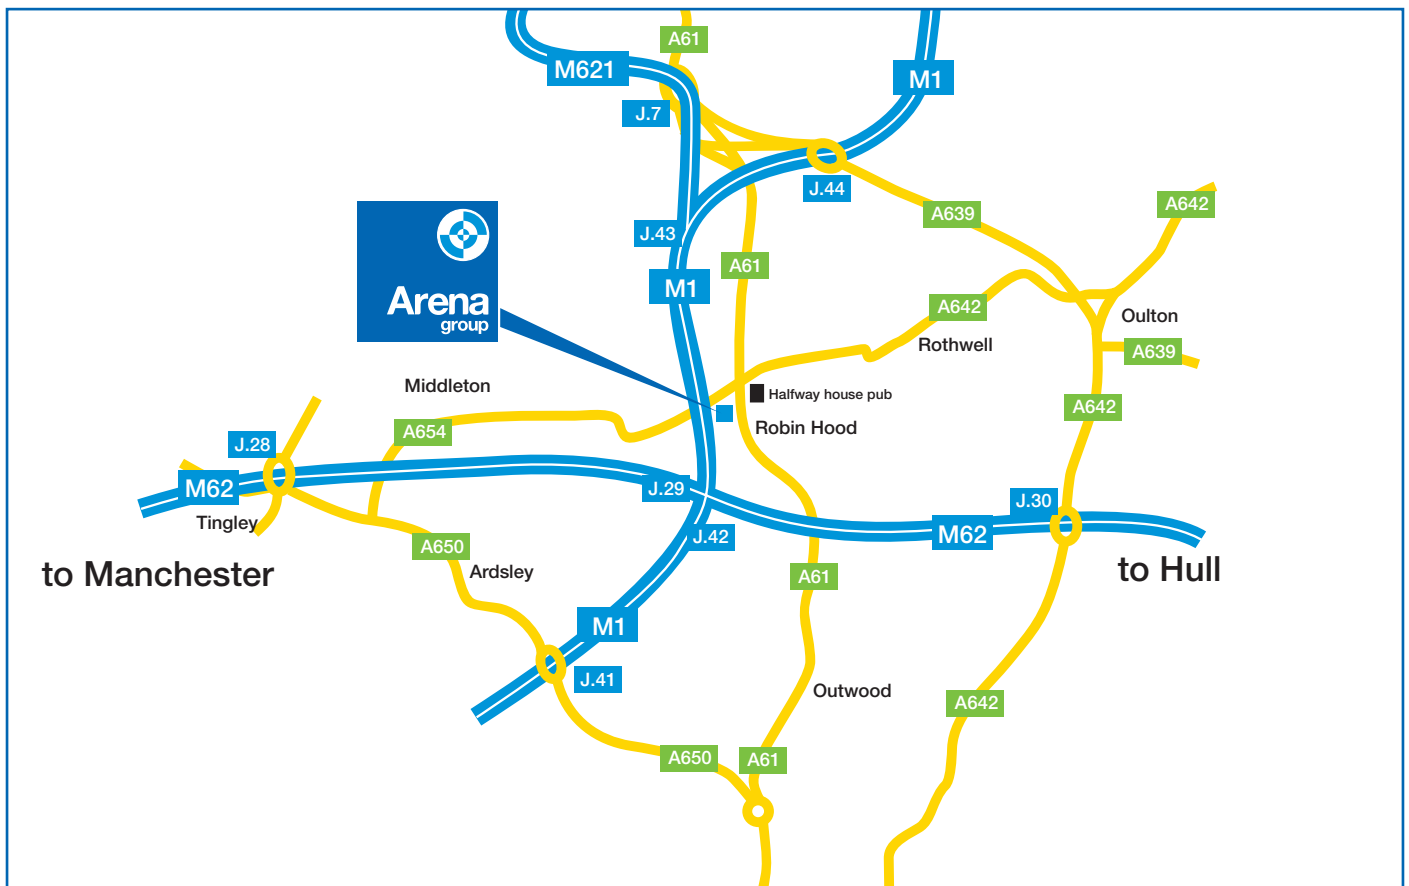 A61
M621
M1
J.7
J.44
A639
A642
J.43
A61
M1
Arena
group
A642
Oulton
Rothwell
A639
Middleton
Halfway house pub
A642
Robin Hood
A654
J.28
M62
J.29
J.30
Tingley
J.42
M62
A650
to Manchester
Ardsley
to Hull
A61
M1
J.41
Outwood
A642
A650
A61